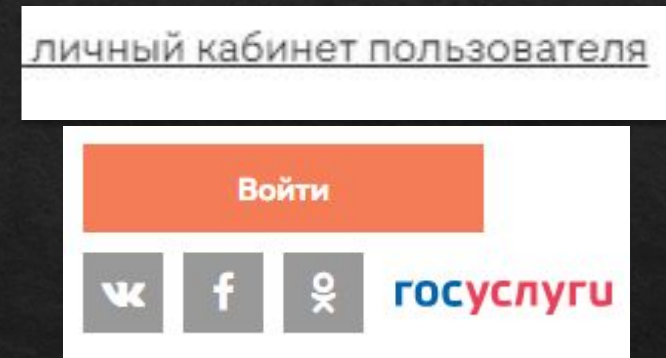 личный кабинет пользователя
Войти
госуслуги